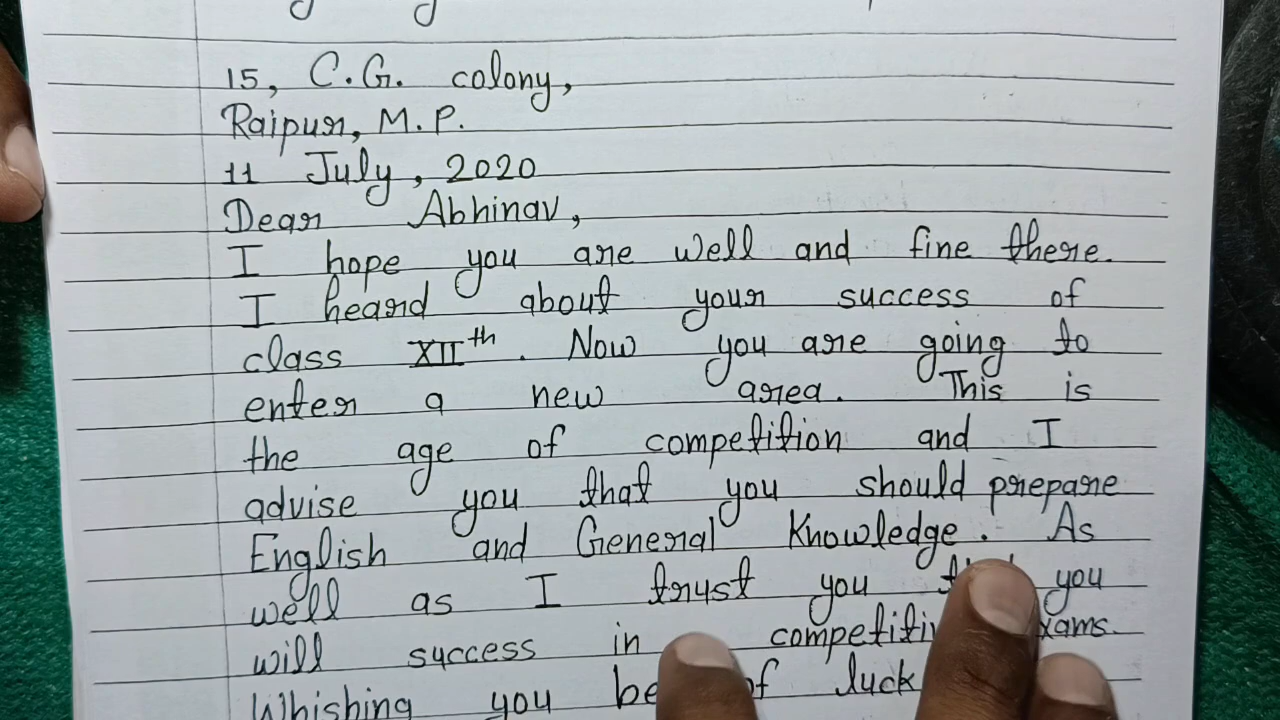 15, C.G. colony,
Raipur, M.P.
11 July, 2020
Dear Abhinav,
I hope you are well and fine there.
I heard about your success of
class XIIth. Now you are going to
enter a new area. This is
the age of competition and I
advise you that you should prepare
English and General Knowledge. As
well as I trust you you
will success in
Whishing you of luck